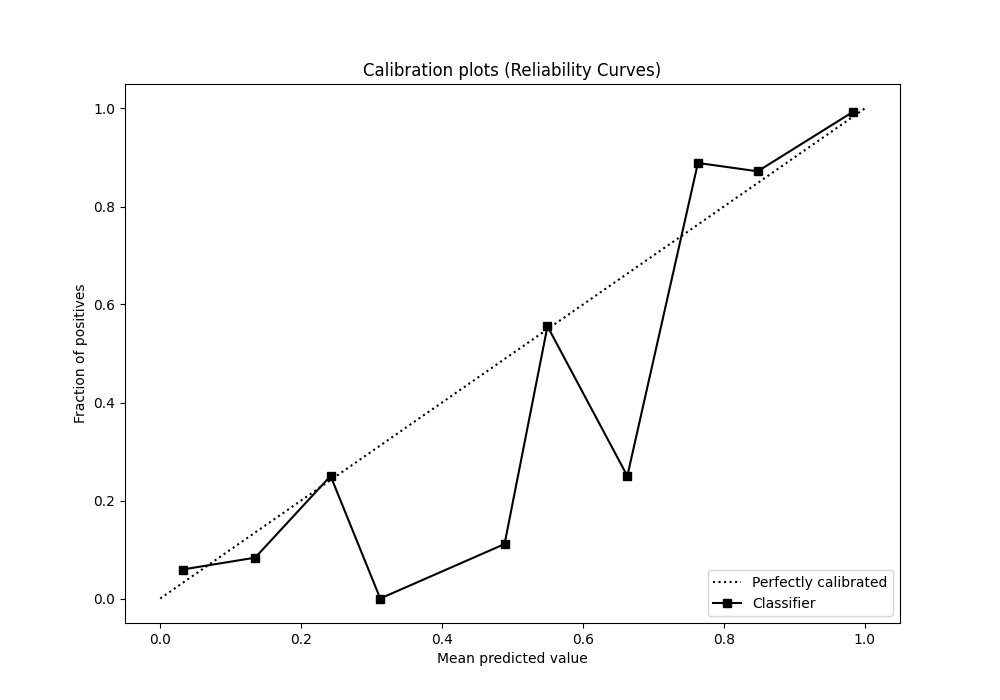 Calibration plots (Reliability Curves)
1.0
0.8
0.6
0.4
0.2
0.0
Fraction of positives
0.0 0.2 0.4 0.6 0.8 1.0
Mean predicted value
Perfectly calibrated
Classifier